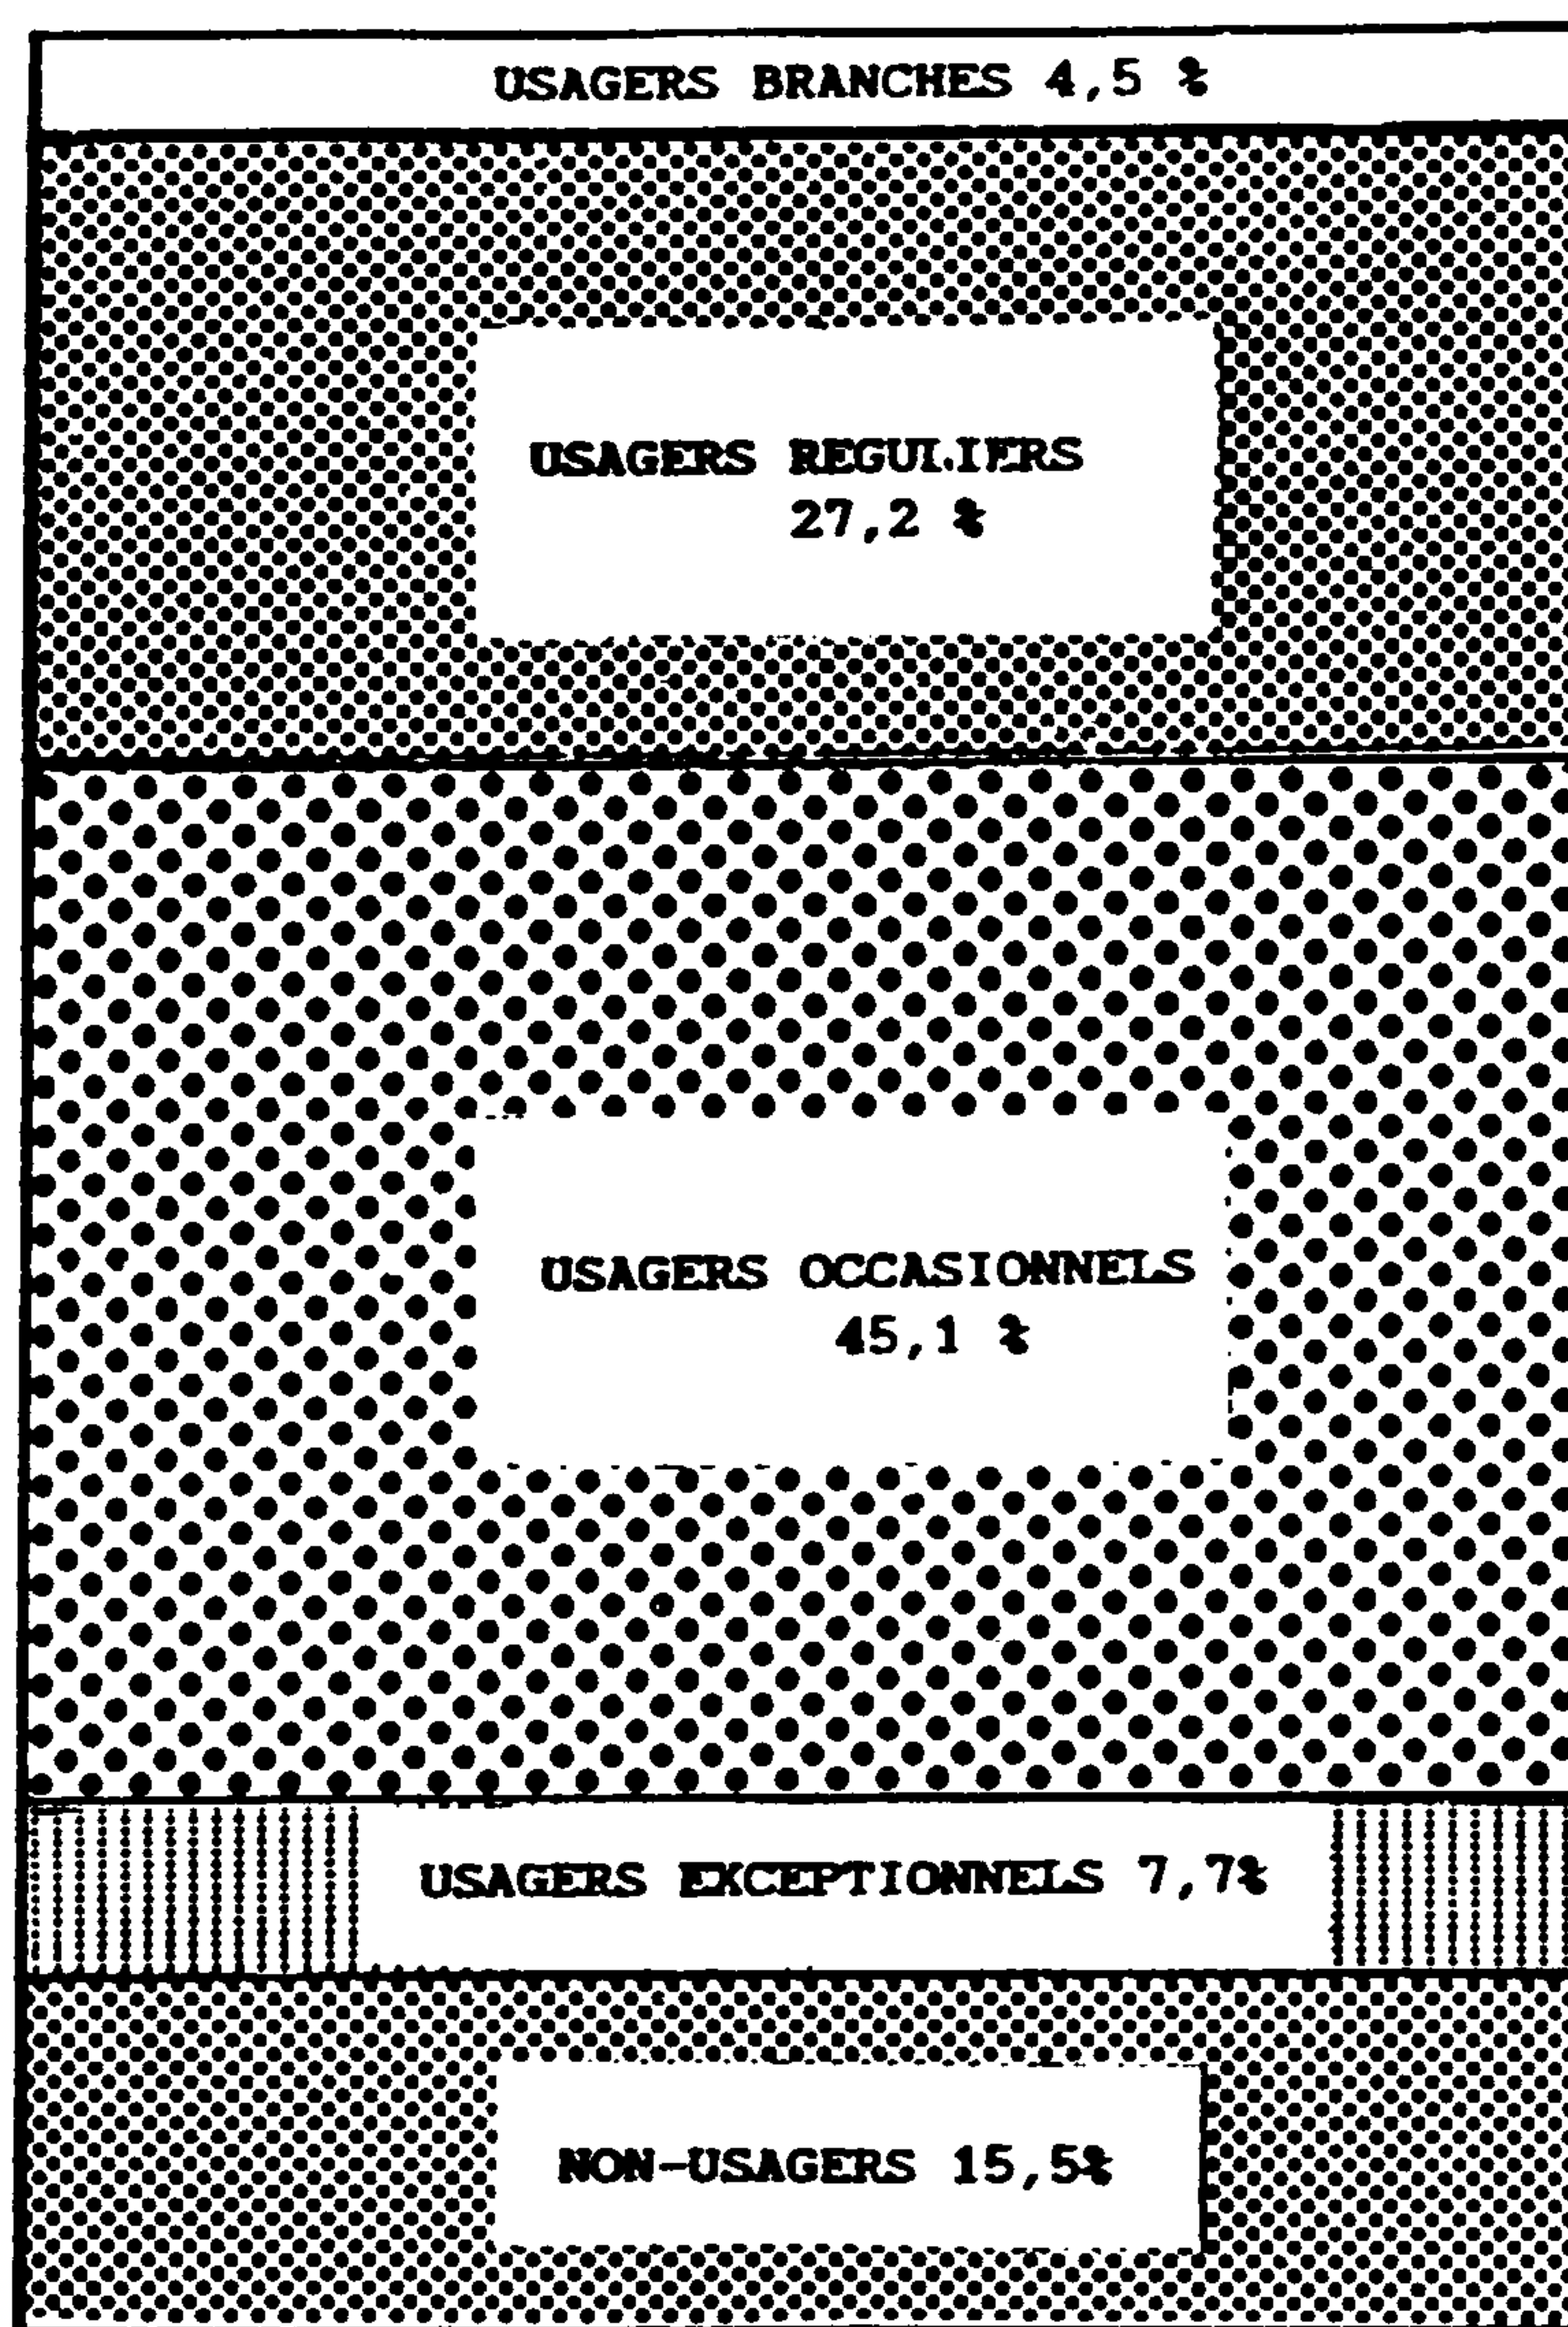 USAGERS BRANCHES 4,5 %
USAGERS REGULIERS
27,2 %
USAGERS OCCASIONNELS
45,1 %
USAGERS EXCEPTIONNELS 7,7%
NON-USAGERS 15,5%